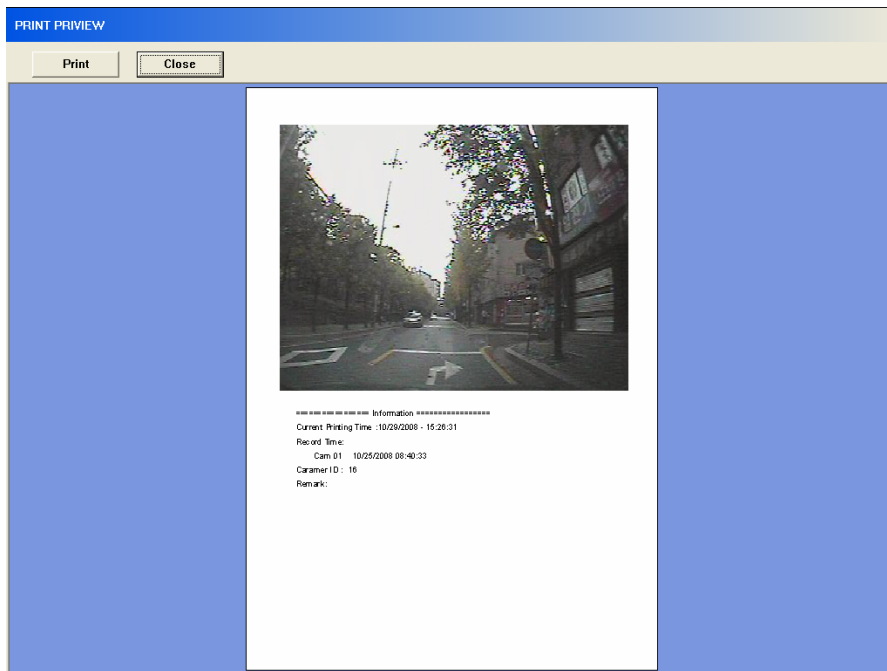 PRINT PRIVIEW
Print Close
================ Information =================
Current Printing Time :10/29/2008 - 15:26:31
Record Time:
Cam 01 10/25/2008 08:40:33
Caramer ID : 16
Remark: